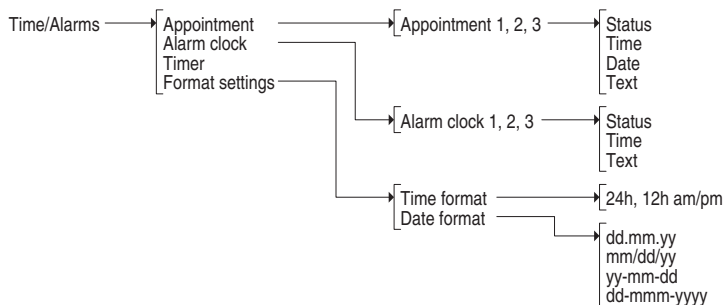 Time/Alarms
Appointment
Alarm clock
Timer
Format settings
Appointment 1, 2, 3
Status
Time
Date
Text
Alarm clock 1, 2, 3
Status
Time
Text
Time format
Date format
24h, 12h am/pm
dd.mm.yy
mm/dd/yy
yy-mm-dd
dd-mmm-yyyy